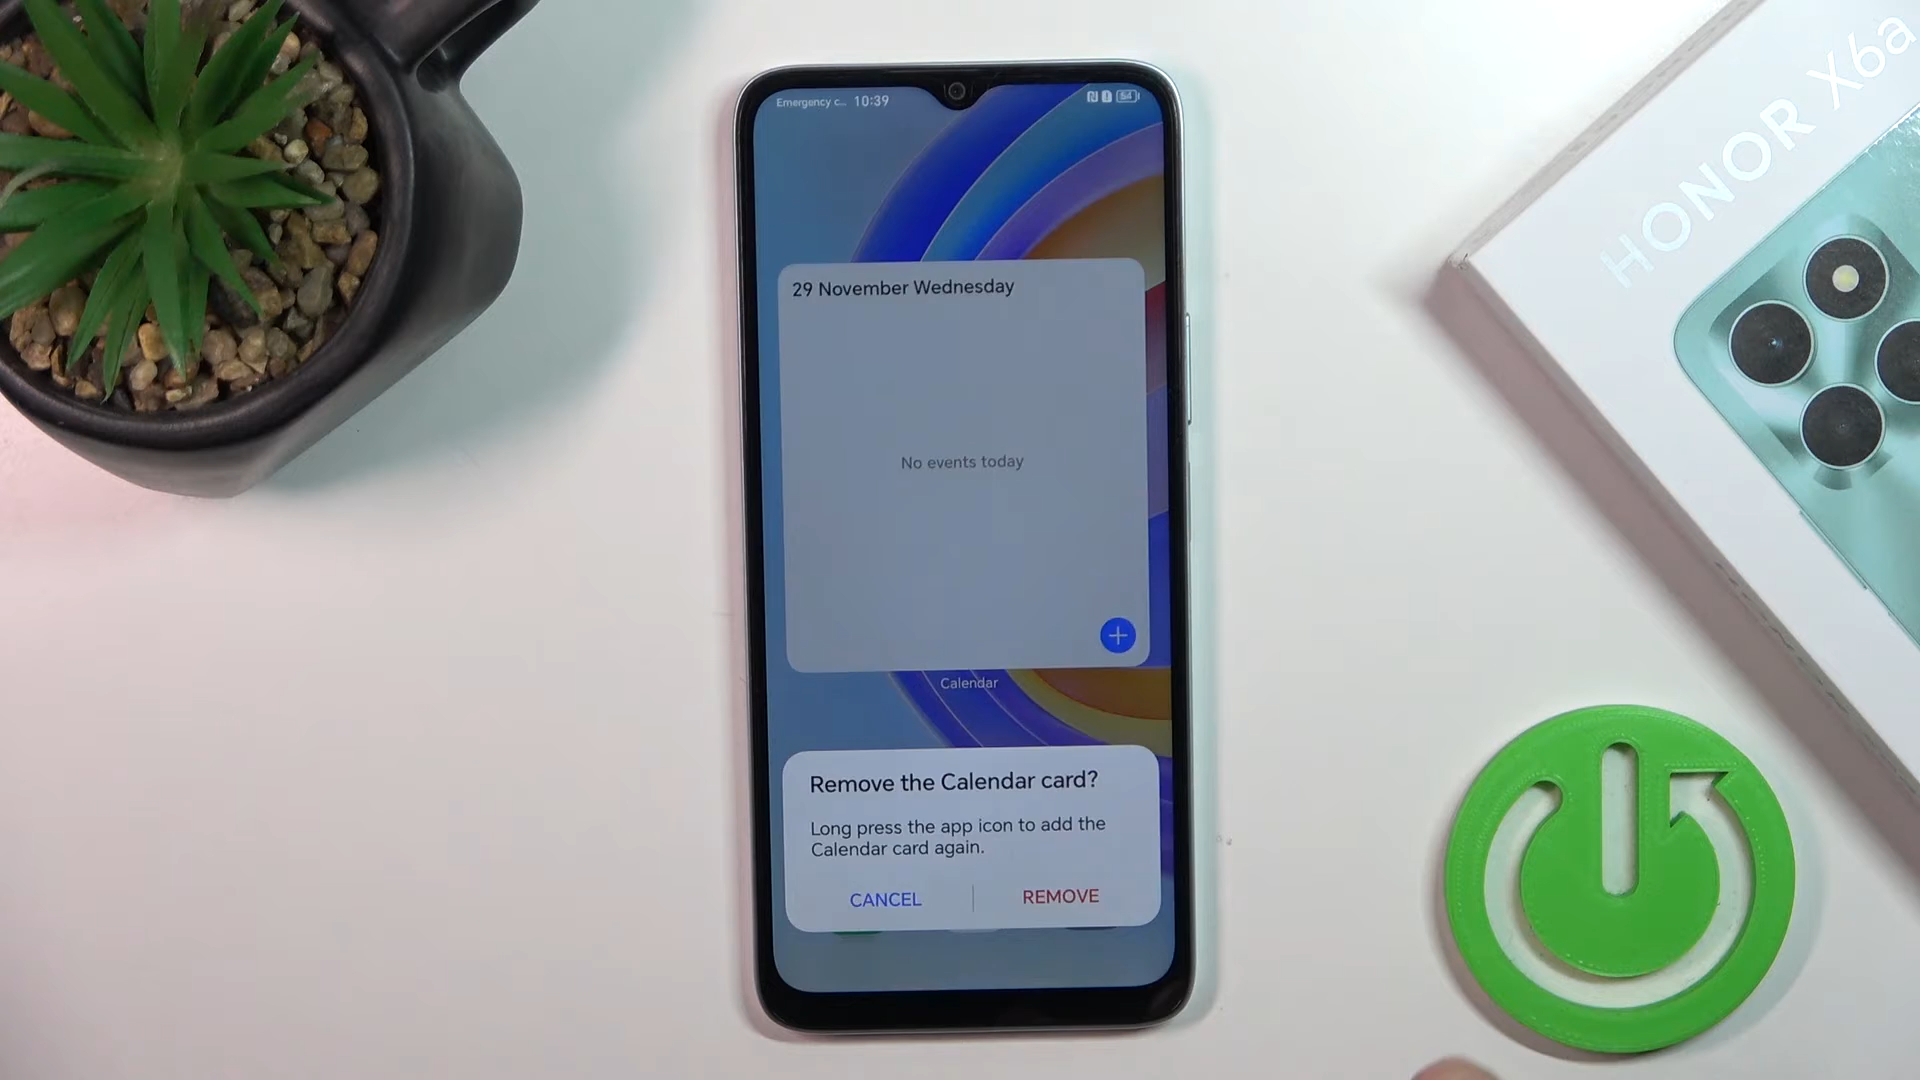 Emergency c... 10:39
54
29 November Wednesday
No events today
Calendar
Remove the Calendar card?
Long press the app icon to add the
Calendar card again.
CANCEL
REMOVE
HONOR X6a